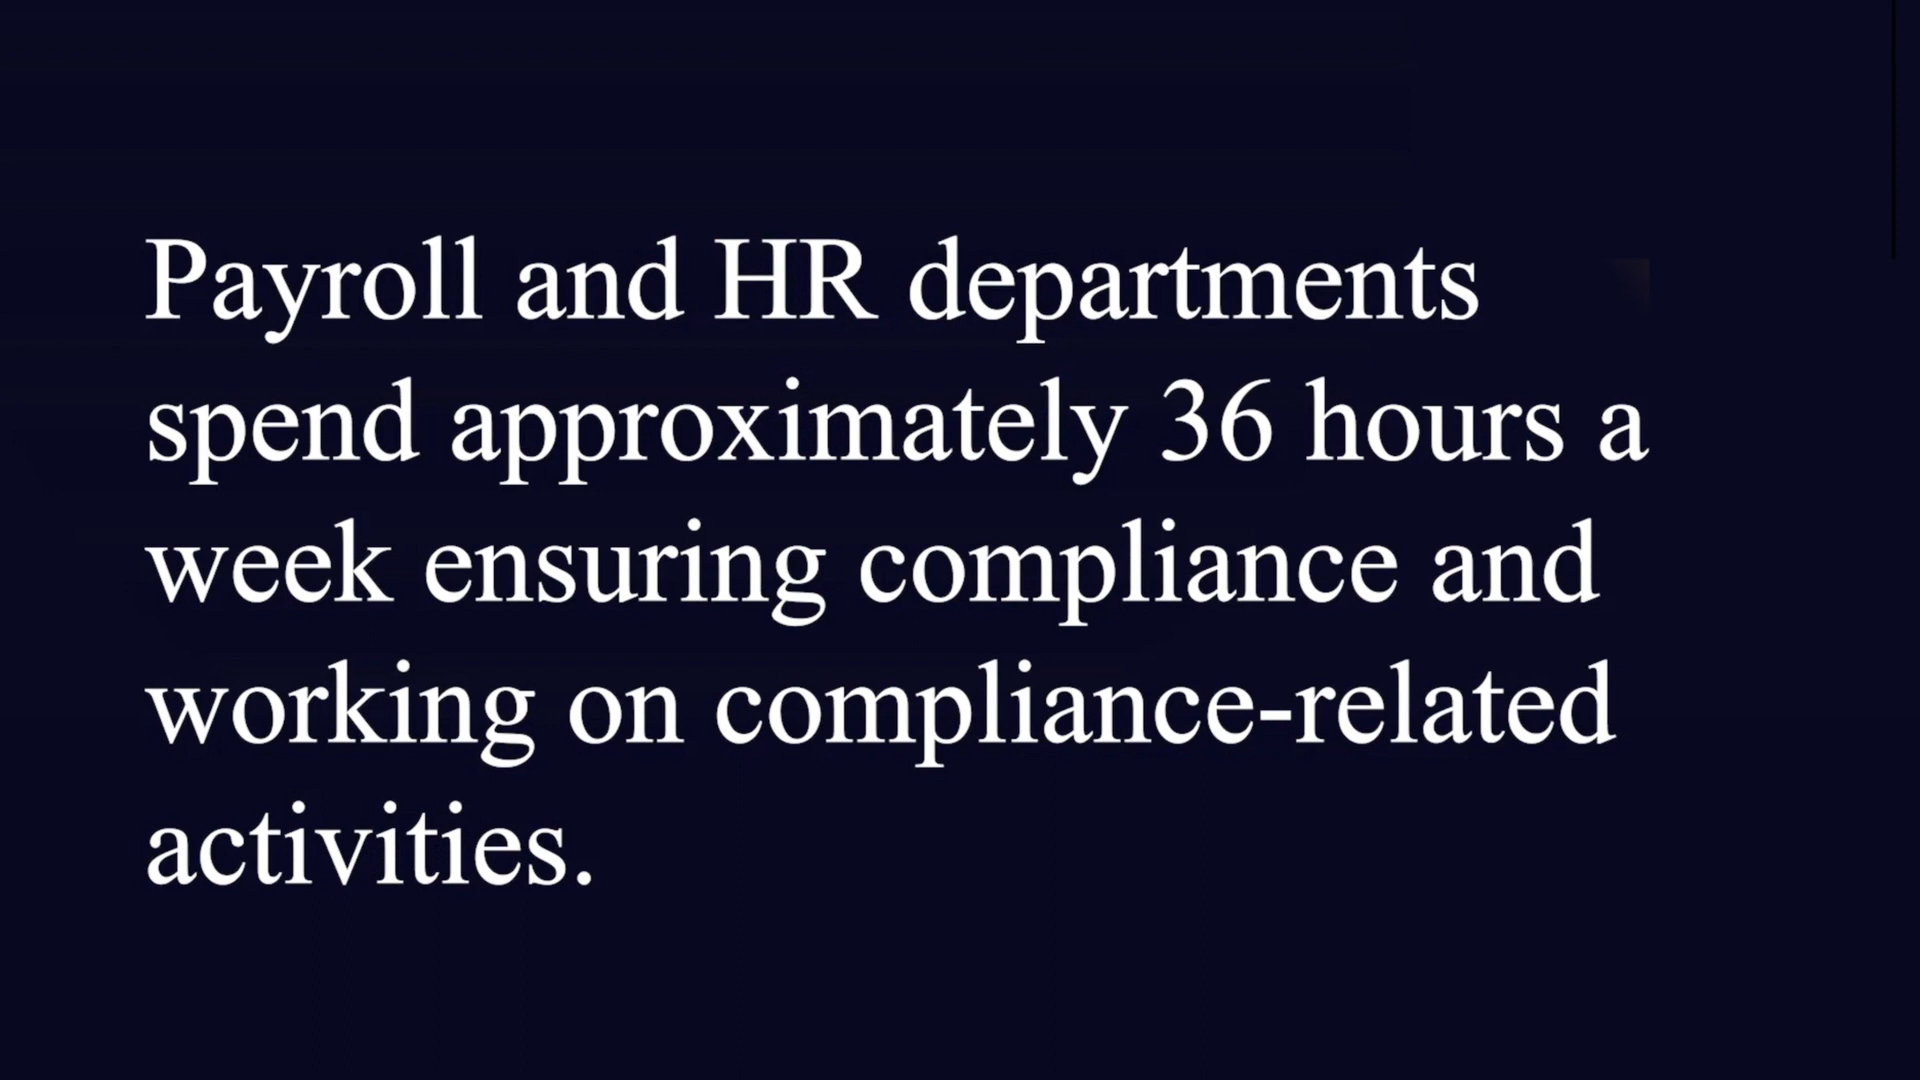 Payroll and HR departments
spend approximately 36 hours a
week ensuring compliance and
working on compliance-related
activities.